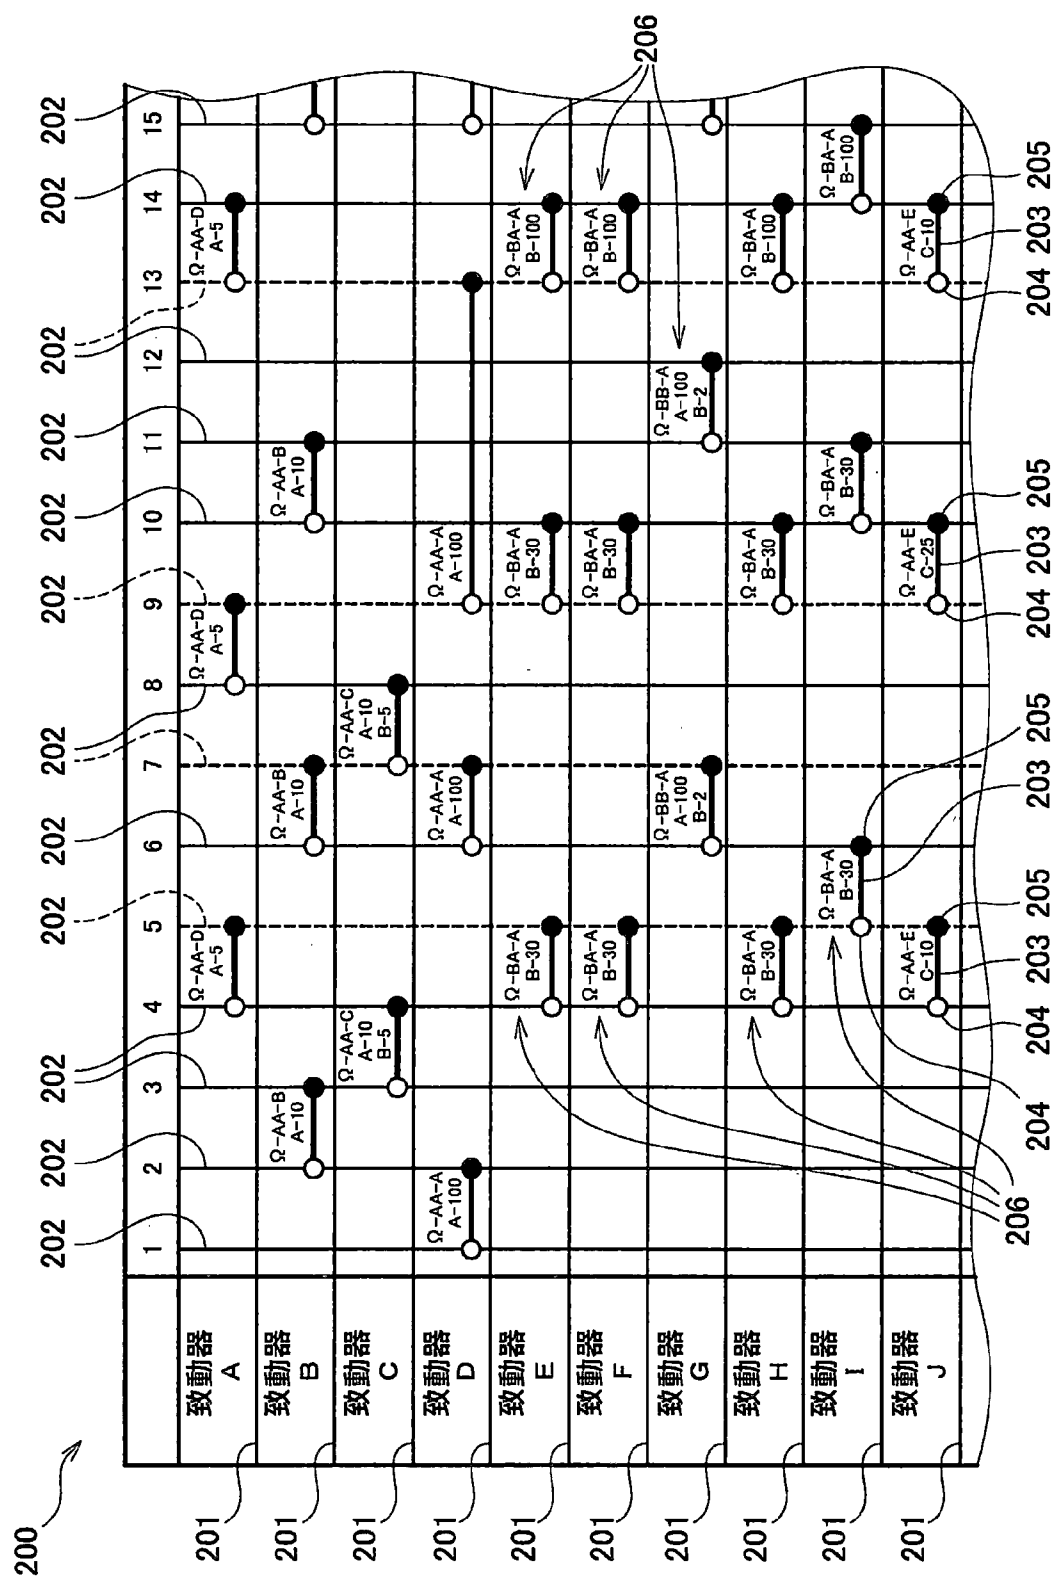 200
202 202 202 202 202 202 202 202 202 202 202
206
1 2 3 4 5 6 7 8 9 10 11 12 13 14 15
201
致動器
A
Ω-AA-D
A-5
Ω-AA-D
A-5
Ω-AA-D
A-5
201
致動器
B
Ω-AA-B
A-10
Ω-AA-B
A-10
Ω-AA-B
A-10
201
致動器
C
Ω-AA-C
A-10
B-5
Ω-AA-C
A-10
B-5
201
致動器
D
Ω-AA-A
A-100
Ω-AA-A
A-100
Ω-AA-A
A-100
201
致動器
E
Ω-BA-A
B-30
Ω-BA-A
B-30
Ω-BA-A
B-100
201
致動器
F
Ω-BA-A
B-30
Ω-BA-A
B-30
Ω-BA-A
B-100
201
致動器
G
Ω-BB-A
A-100
B-2
Ω-BB-A
A-100
B-2
201
致動器
H
Ω-BA-A
B-30
Ω-BA-A
B-30
Ω-BA-A
B-100
201
致動器
I
Ω-BA-A
B-30
Ω-BA-A
B-30
Ω-BA-A
B-100
201
致動器
J
Ω-AA-E
C-10
Ω-AA-E
C-25
Ω-AA-E
C-10
206
204
204 203 205
203 205
204 203 205
204 203 205